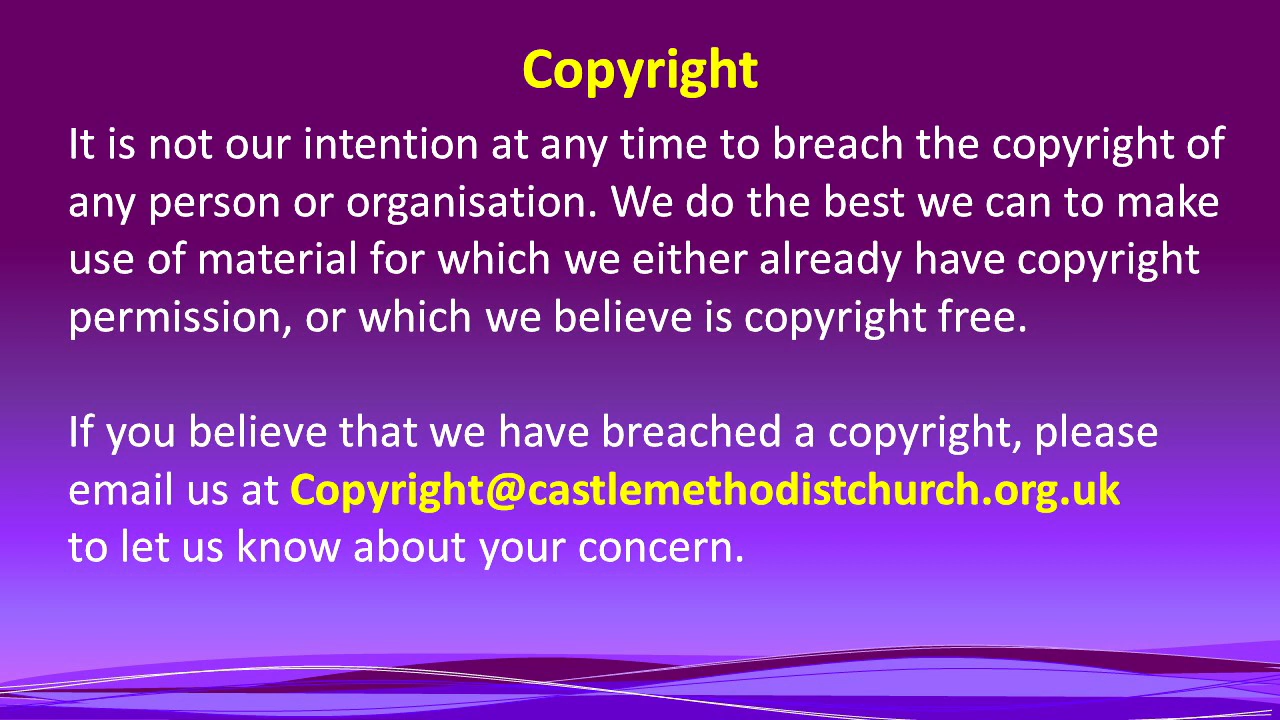 Copyright
It is not our intention at any time to breach the copyright of
any person or organisation. We do the best we can to make
use of material for which we either already have copyright
permission, or which we believe is copyright free.
If you believe that we have breached a copyright, please
email us at Copyright@castlemethodistchurch.org.uk
to let us know about your concern.